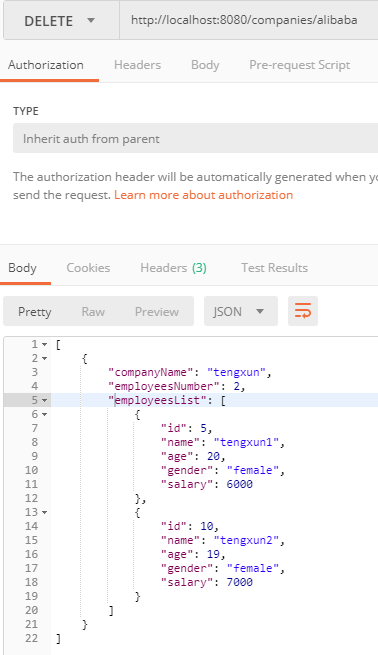 DELETE http://localhost:8080/companies/alibaba
Authorization Headers Body Pre-request Script
TYPE
Inherit auth from parent
The authorization header will be automatically generated when
send the request. Learn more about authorization
Body Cookies Headers (3) Test Results
Pretty Raw Preview JSON
1 [
2 {
3 "companyName": "tengxun",
4 "employeesNumber": 2,
5 "employeesList": [
6 {
7 "id": 5,
8 "name": "tengxun1",
9 "age": 20,
10 "gender": "female",
11 "salary": 6000
12 },
13 {
14 "id": 10,
15 "name": "tengxun2",
16 "age": 19,
17 "gender": "female",
18 "salary": 7000
19 }
20 ]
21 }
22 ]